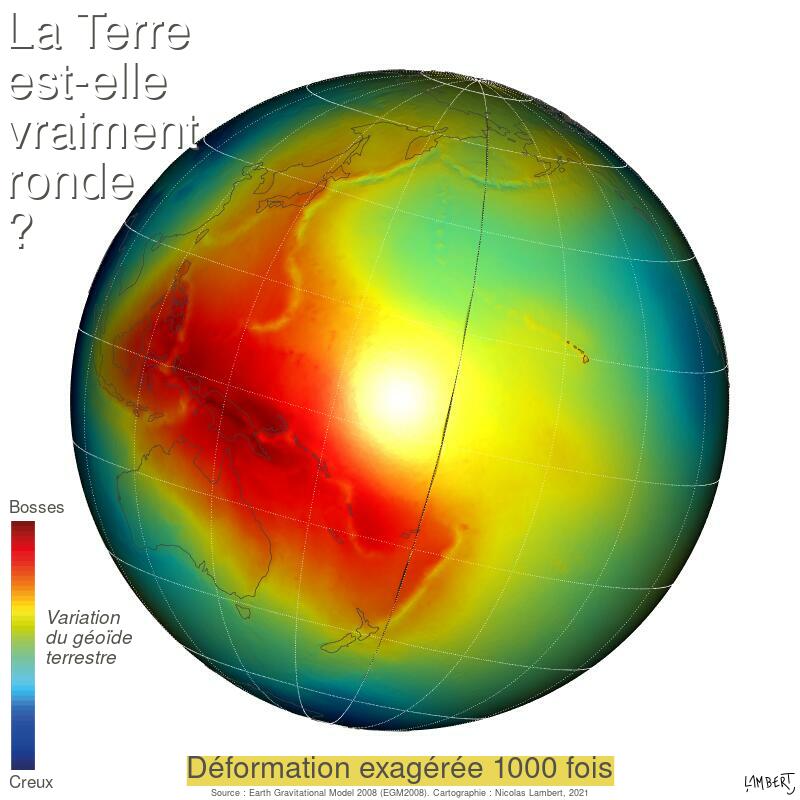 La Terre
est-elle
vraiment
ronde
?
Bosses
Variation
du géoïde
terrestre
Creux
Déformation exagérée 1000 fois
Source : Earth Gravitational Model 2008 (EGM2008). Cartographie : Nicolas Lambert, 2021
LAMBERT